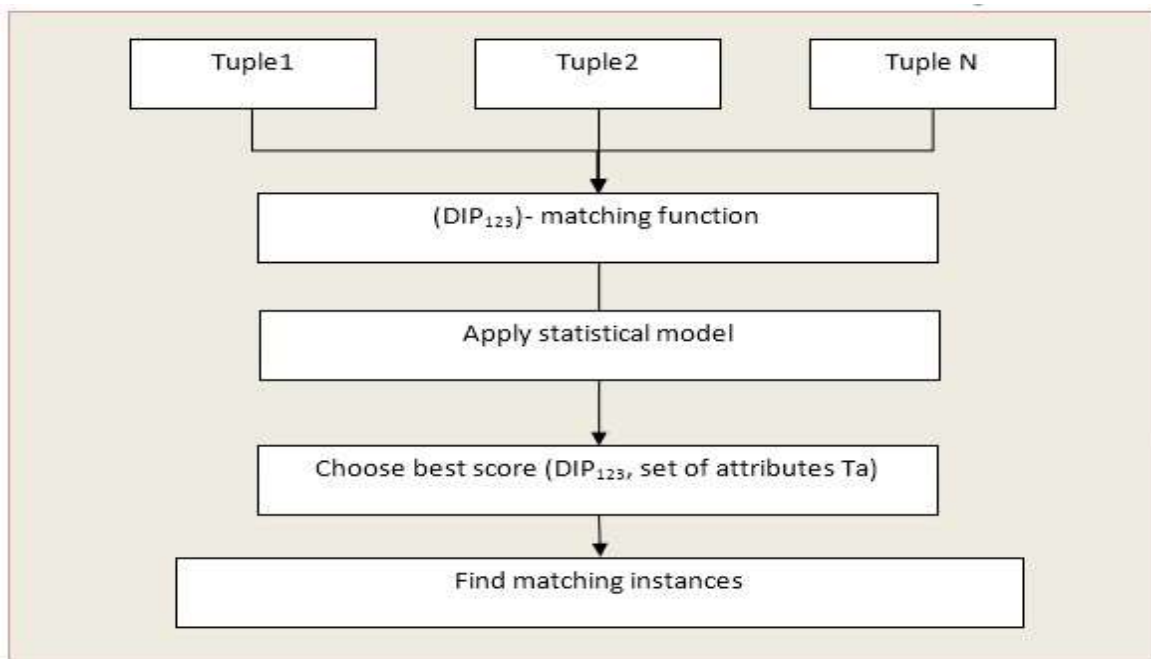 Tuple1
Tuple2
Tuple N
(DIP₁₂₃)- matching function
Apply statistical model
Choose best score (DIP₁₂₃, set of attributes Ta)
Find matching instances